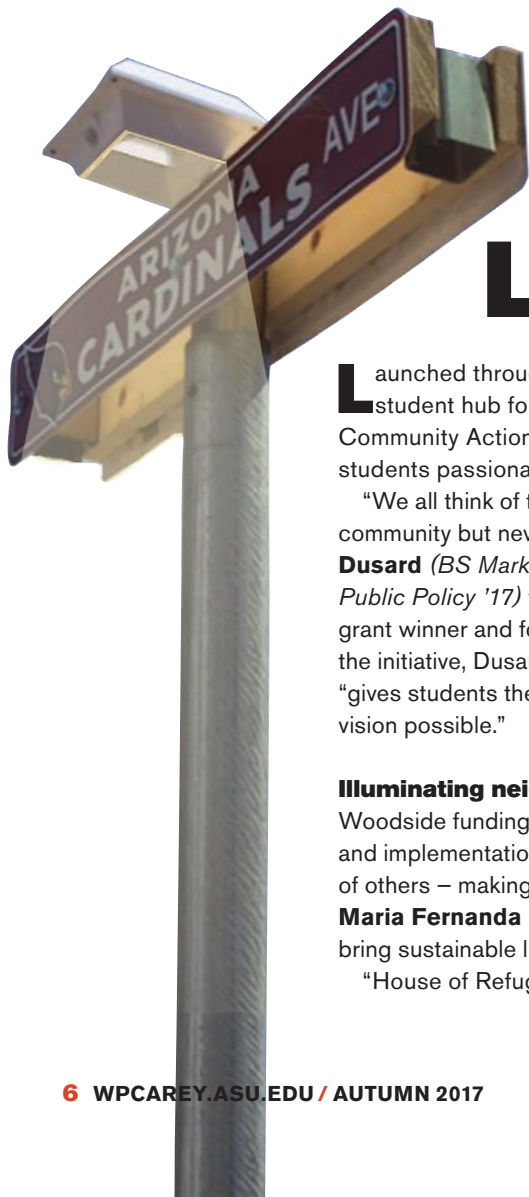 ARIZONA
CARDINALS AVE
L
Launched throu
student hub fo
Community Action
students passiona
“We all think of t
community but nev
Dusard (BS Mark
Public Policy ’17)
grant winner and fo
the initiative, Dusa
“gives students the
vision possible.”
Illuminating nei
Woodside funding
and implementatio
of others – making
Maria Fernanda
bring sustainable l
“House of Refug
6 WPCAREY.ASU.EDU / AUTUMN 2017